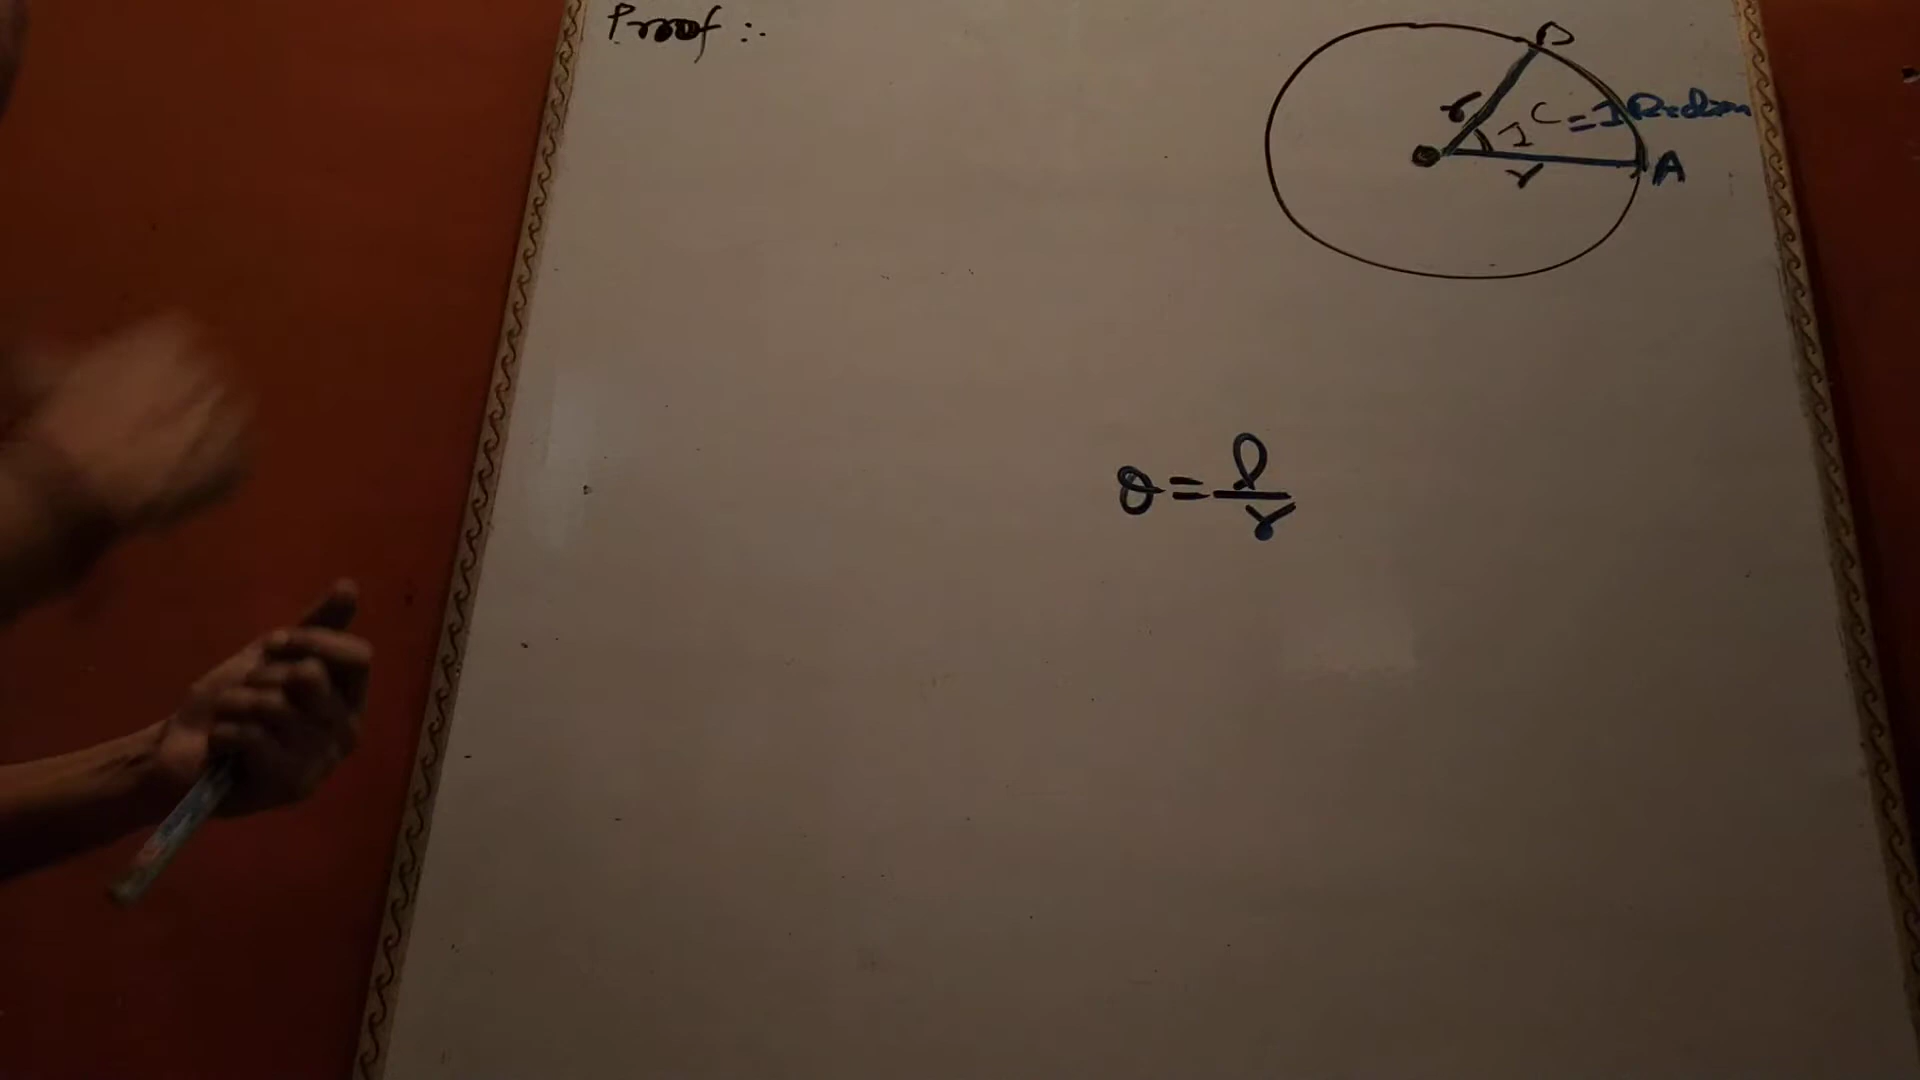 Proof :-
B
r
1ᶜ = 1 Radian
r
A
θ = l/r